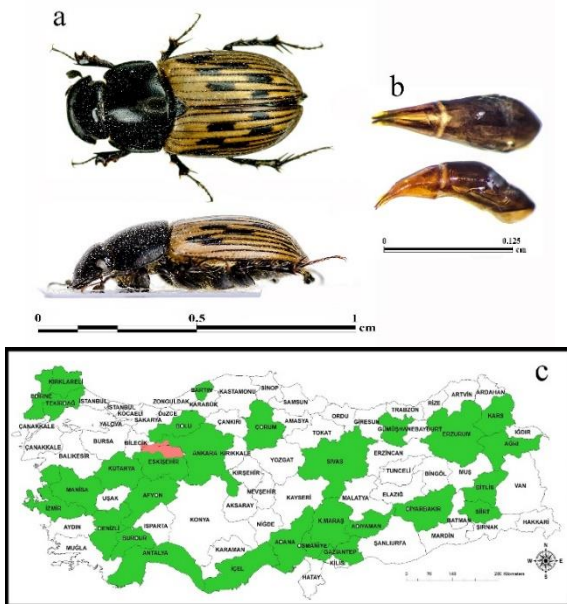 a
b
0 0.125
cm
0 0.5 1
cm
c
KIRKLARELİ
EDİRNE
TEKİRDAĞ
İSTANBUL
İSTANBUL
KOCAELİ
YALOVA
SAKARYA
DÜZCE
ZONGULDAK
BARTIN
KARABÜK
KASTAMONU
SİNOP
SAMSUN
ÇANAKKALE
ÇANAKKALE
BALIKESİR
BURSA
BİLECİK
BOLU
ÇANKIRI
ÇORUM
AMASYA
TOKAT
ORDU
GİRESUN
TRABZON
GÜMÜŞHANE
BAYBURT
RİZE
ARTVİN
ARDAHAN
KARS
IĞDIR
AĞRI
ERZURUM
ERZİNCAN
TUNCELİ
BİNGÖL
MUŞ
VAN
BİTLİS
SİİRT
HAKKARİ
ŞIRNAK
BATMAN
MARDİN
DİYARBAKIR
ELAZIĞ
MALATYA
SİVAS
YOZGAT
KIRIKKALE
ANKARA
ESKİŞEHİR
KÜTAHYA
MANİSA
İZMİR
UŞAK
AFYON
AYDIN
DENİZLİ
MUĞLA
BURDUR
ISPARTA
ANTALYA
KONYA
KARAMAN
AKSARAY
NEVŞEHİR
KIRŞEHİR
KAYSERİ
NİĞDE
İÇEL
ADANA
OSMANİYE
K.MARAŞ
ADIYAMAN
GAZİANTEP
KİLİS
HATAY
ŞANLIURFA
N
W E
S